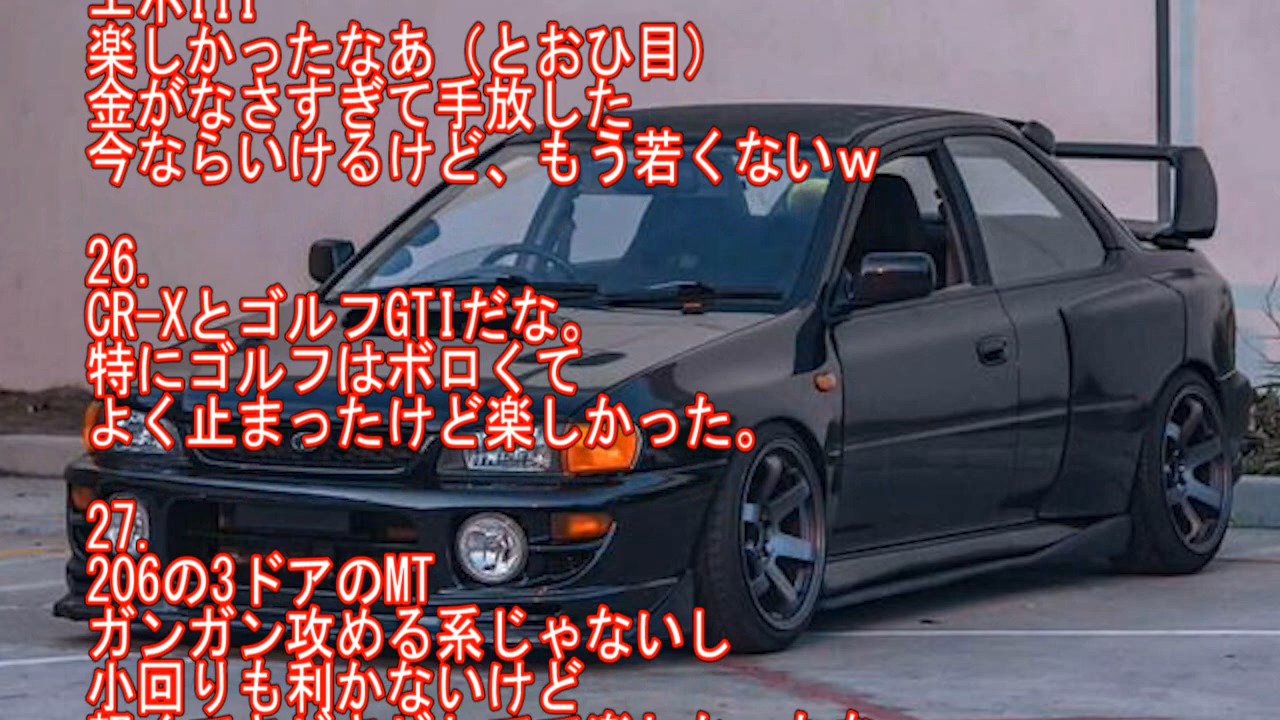 エボIII
楽しかったなあ（とおひ目）
金がなさすぎて手放した
今ならいけるけど、もう若くないｗ
26.
CR-XとゴルフGTIだな。
特にゴルフはボロくて
よく止まったけど楽しかった。
27.
206の3ドアのMT
ガンガン攻める系じゃないし
小回りも利かないけど